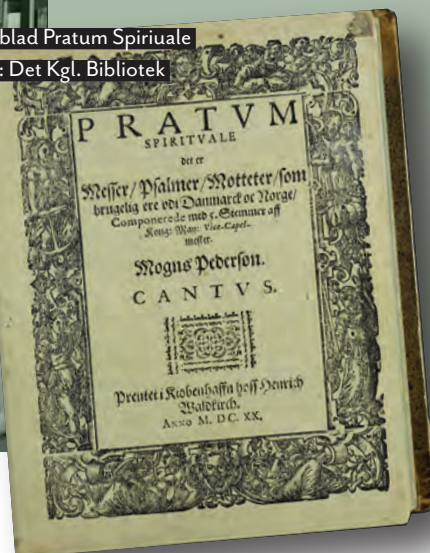 blad Pratum Spiriuale
: Det Kgl. Bibliotek
PRATVM
SPIRITVALE
det er
Messer/Psalmer/Motteter/som
brugelig ere vdi Danmarck oc Norge/
Componerede med 5. Stemmer aff
Kong: May: Vice-Capel-
mester.
Mogns Pederson.
CANTVS.
Prentet i Kiøbenhaffn hoss Henrich
Waldkirch.
ANNO M. DC. XX.